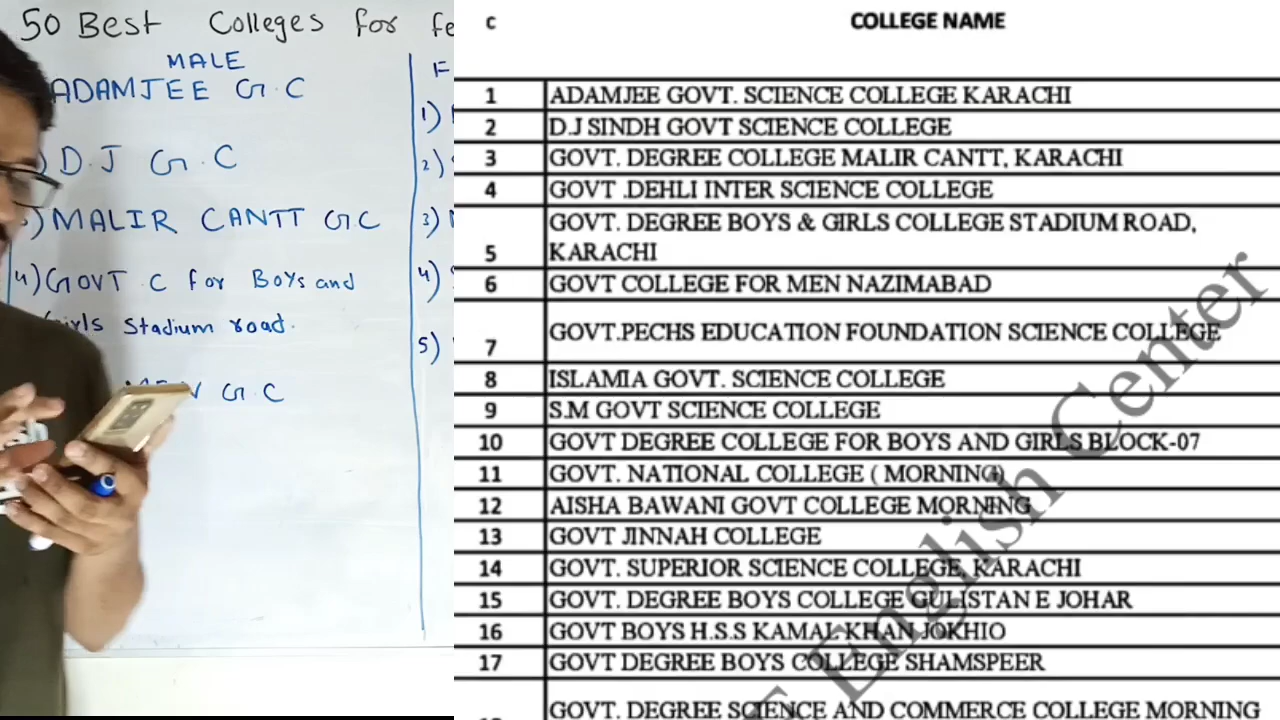 50 Best Colleges for fe
MALE
ADAMJEE G.C
D.J G.C
MALIR CANTT G.C
4) GOVT C for Boys and
Girls Stadium road.
G.C
F
1)
2)
3)
4)
5)
c COLLEGE NAME
1 ADAMJEE GOVT. SCIENCE COLLEGE KARACHI
2 D.J SINDH GOVT SCIENCE COLLEGE
3 GOVT. DEGREE COLLEGE MALIR CANTT, KARACHI
4 GOVT .DEHLI INTER SCIENCE COLLEGE
GOVT. DEGREE BOYS & GIRLS COLLEGE STADIUM ROAD,
5 KARACHI
6 GOVT COLLEGE FOR MEN NAZIMABAD
7 GOVT.PECHS EDUCATION FOUNDATION SCIENCE COLLEGE
8 ISLAMIA GOVT. SCIENCE COLLEGE
9 S.M GOVT SCIENCE COLLEGE
10 GOVT DEGREE COLLEGE FOR BOYS AND GIRLS BLOCK-07
11 GOVT. NATIONAL COLLEGE ( MORNING)
12 AISHA BAWANI GOVT COLLEGE MORNING
13 GOVT JINNAH COLLEGE
14 GOVT. SUPERIOR SCIENCE COLLEGE, KARACHI
15 GOVT. DEGREE BOYS COLLEGE GULISTAN E JOHAR
16 GOVT BOYS H.S.S KAMAL KHAN JOKHIO
17 GOVT DEGREE BOYS COLLEGE SHAMSPEER
GOVT. DEGREE SCIENCE AND COMMERCE COLLEGE MORNING
English Center